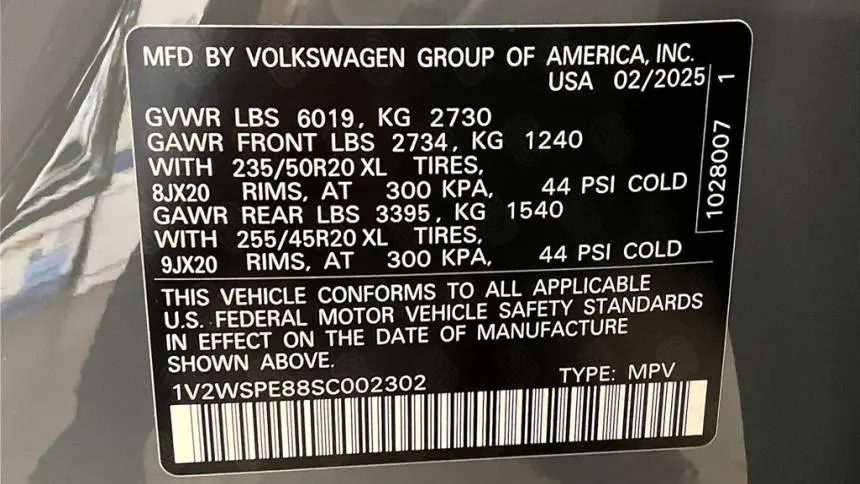 MFD BY VOLKSWAGEN GROUP OF AMERICA, INC.
USA 02/2025
GVWR LBS 6019, KG 2730
GAWR FRONT LBS 2734, KG 1240
WITH 235/50R20 XL TIRES,
8JX20 RIMS, AT 300 KPA, 44 PSI COLD
GAWR REAR LBS 3395, KG 1540
WITH 255/45R20 XL TIRES,
9JX20 RIMS, AT 300 KPA, 44 PSI COLD
1028007 1
THIS VEHICLE CONFORMS TO ALL APPLICABLE
U.S. FEDERAL MOTOR VEHICLE SAFETY STANDARDS
IN EFFECT ON THE DATE OF MANUFACTURE
SHOWN ABOVE.
1V2WSPE88SC002302 TYPE: MPV